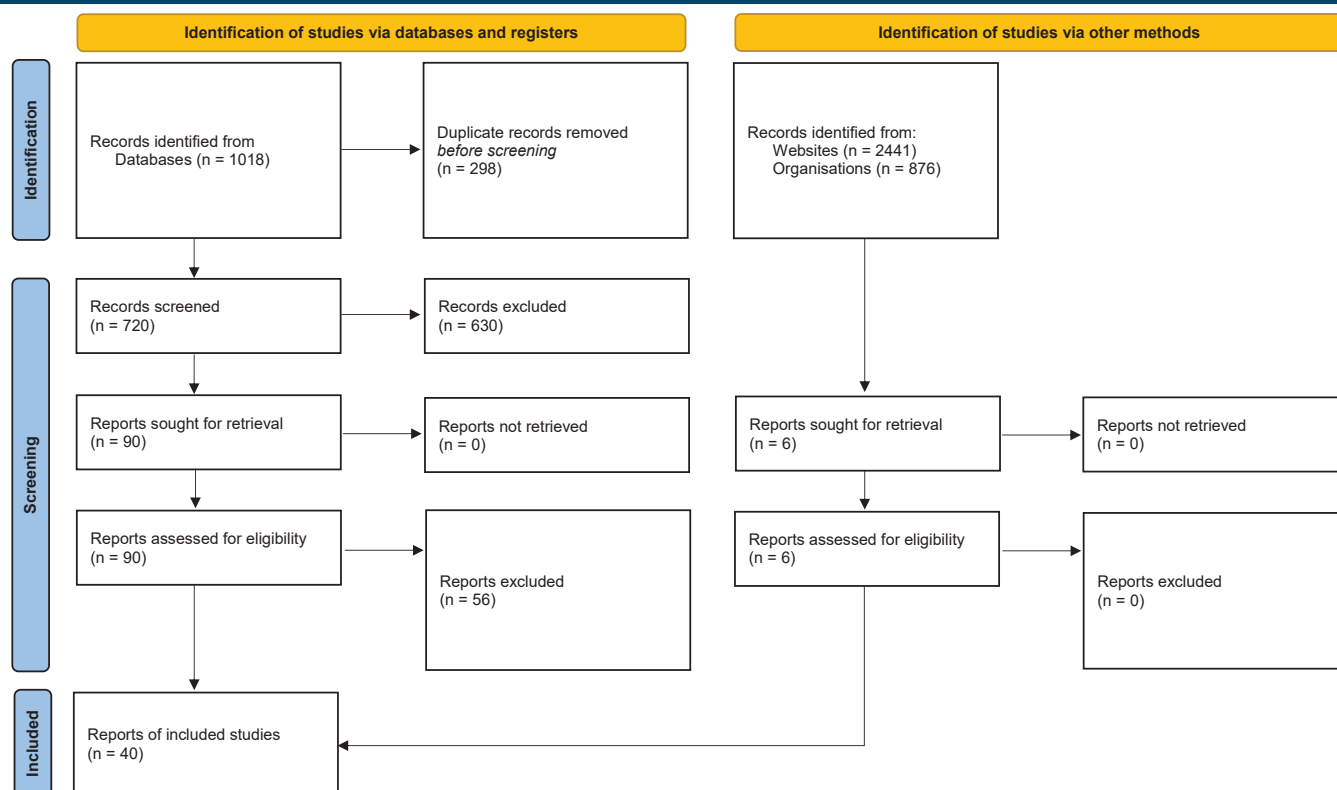 Identification of studies via databases and registers
Identification of studies via other methods
Identification
Records identified from
Databases (n = 1018)
Duplicate records removed
before screening
(n = 298)
Records identified from:
Websites (n = 2441)
Organisations (n = 876)
Screening
Records screened
(n = 720)
Records excluded
(n = 630)
Reports sought for retrieval
(n = 90)
Reports not retrieved
(n = 0)
Reports sought for retrieval
(n = 6)
Reports not retrieved
(n = 0)
Reports assessed for eligibility
(n = 90)
Reports excluded
(n = 56)
Reports assessed for eligibility
(n = 6)
Reports excluded
(n = 0)
Included
Reports of included studies
(n = 40)